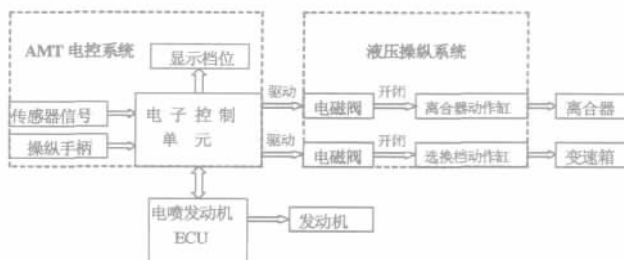 AMT 电控系统
液压操纵系统
显示档位
传感器信号
操纵手柄
电子控制
单元
驱动
电磁阀
开闭
离合器动作缸
离合器
驱动
电磁阀
开闭
选换档动作缸
变速箱
电喷发动机
ECU
发动机